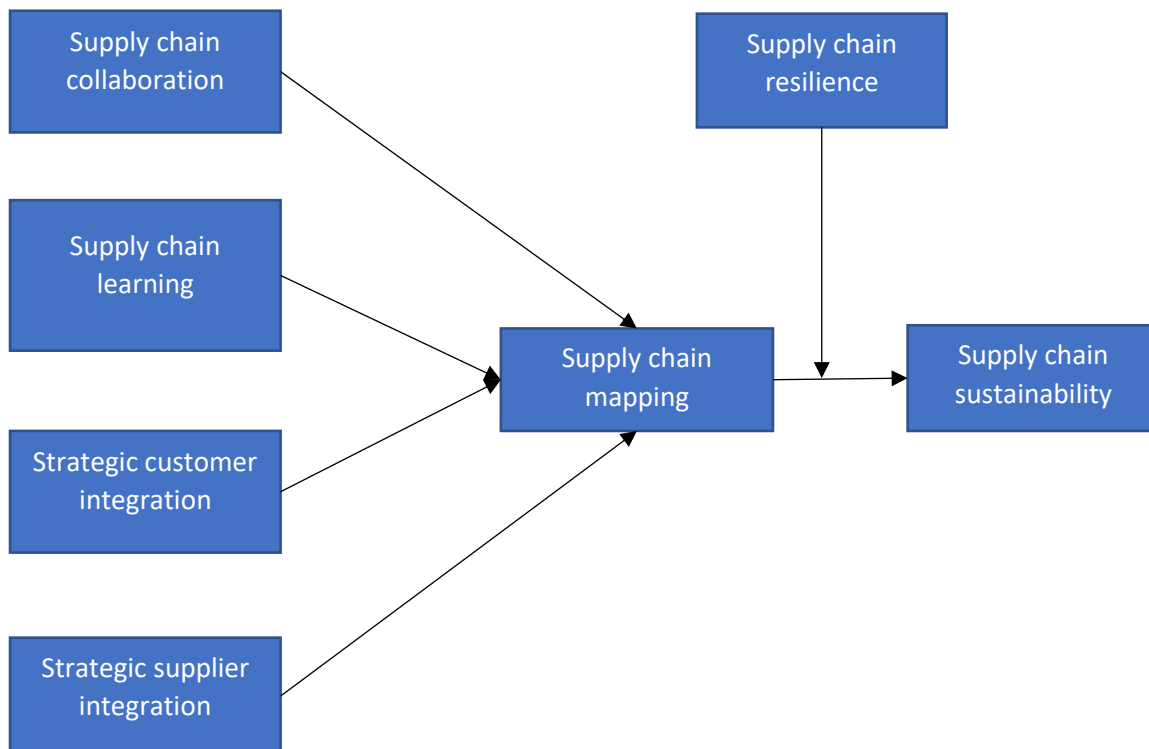 Supply chain
collaboration
Supply chain
resilience
Supply chain
learning
Supply chain
mapping
Supply chain
sustainability
Strategic customer
integration
Strategic supplier
integration